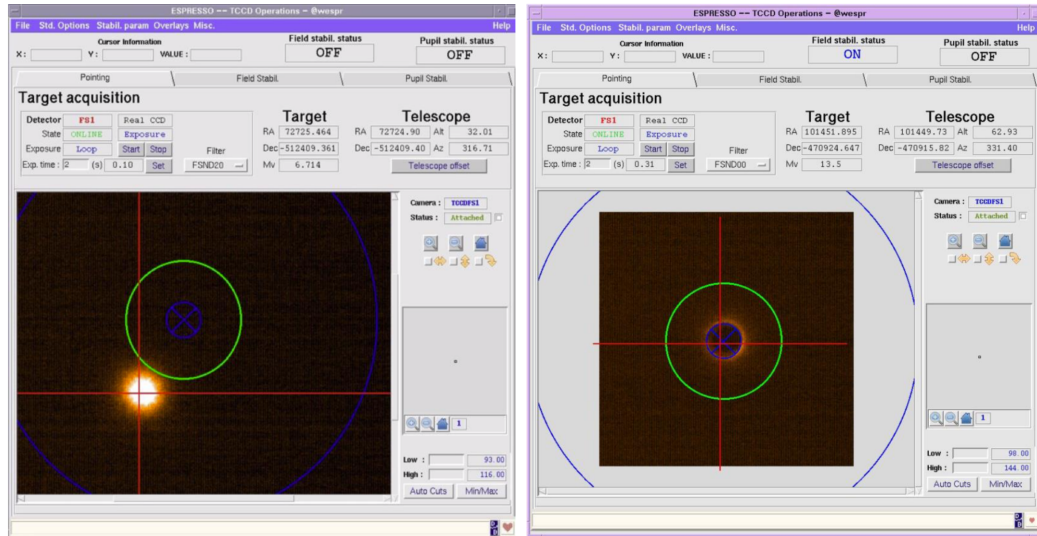 ESPRESSO -- TCCD Operations - @wespr
File Std. Options Stabil. param Overlays Misc. Help
Cursor Information
X : Y : VALUE :
Field stabil. status
OFF
Pupil stabil. status
OFF
Pointing Field Stabil. Pupil Stabil.
Target acquisition
Detector FS1 Real CCD
State ONLINE Exposure
Exposure Loop Start Stop
Exp. time : 2 (s) 0.10 Set
Filter
FSND20
Target
RA 72725.464
Dec -512409.361
Mv 6.714
Telescope
RA 72724.90 Alt 32.01
Dec -512409.40 Az 316.71
Telescope offset
Camera : TCCDFS1
Status : Attached
1
Low : 93.00
High : 116.00
Auto Cuts Min/Max
ESPRESSO -- TCCD Operations - @wespr
File Std. Options Stabil. param Overlays Misc. Help
Cursor Information
X : Y : VALUE :
Field stabil. status
ON
Pupil stabil. status
OFF
Pointing Field Stabil. Pupil Stabil.
Target acquisition
Detector FS1 Real CCD
State ONLINE Exposure
Exposure Loop Start Stop
Exp. time : 2 (s) 0.31 Set
Filter
FSND00
Target
RA 101451.895
Dec -470924.647
Mv 13.5
Telescope
RA 101449.73 Alt 62.93
Dec -470915.82 Az 331.40
Telescope offset
Camera : TCCDFS1
Status : Attached
1
Low : 98.00
High : 144.00
Auto Cuts Min/Max